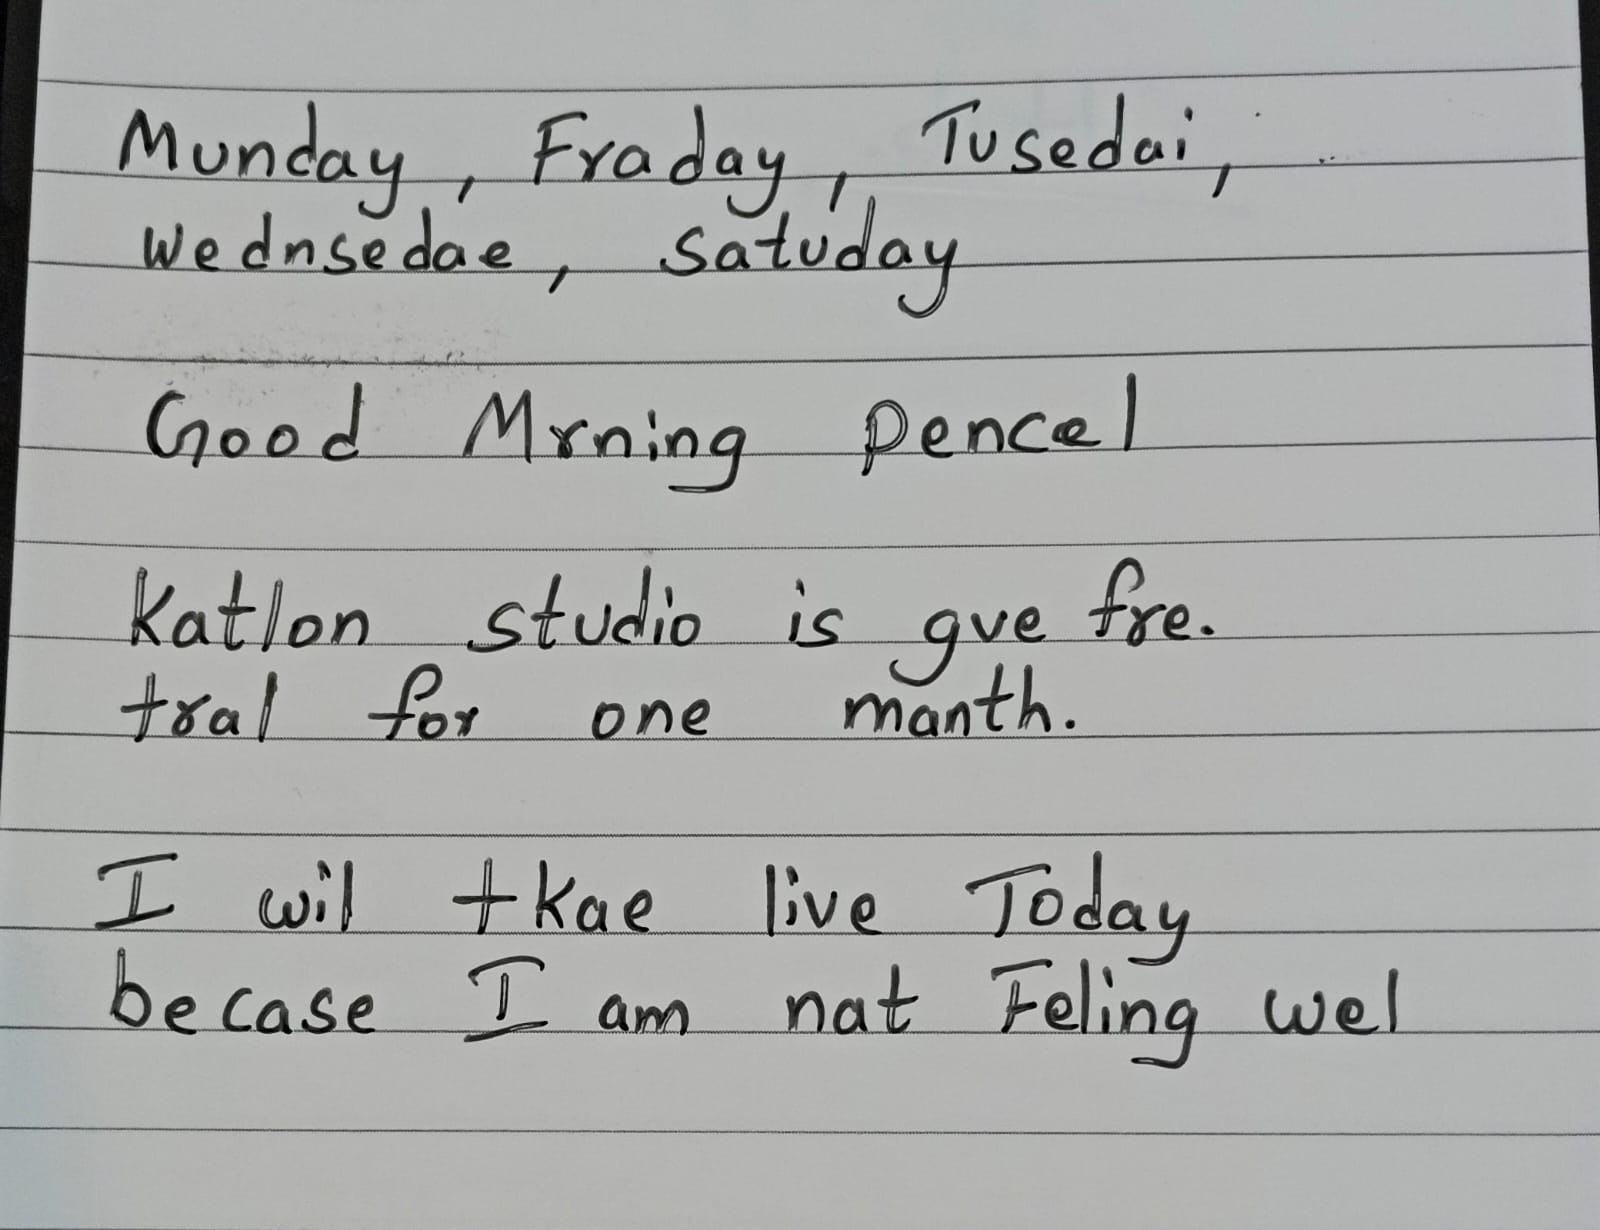 Munday, Fraday, Tusedai,
Wednsedae, Satuday
Good Mrning Pencel
Katlon studio is gve fre.
tral for one manth.
I wil tkae live Today
becase I am nat Feling wel